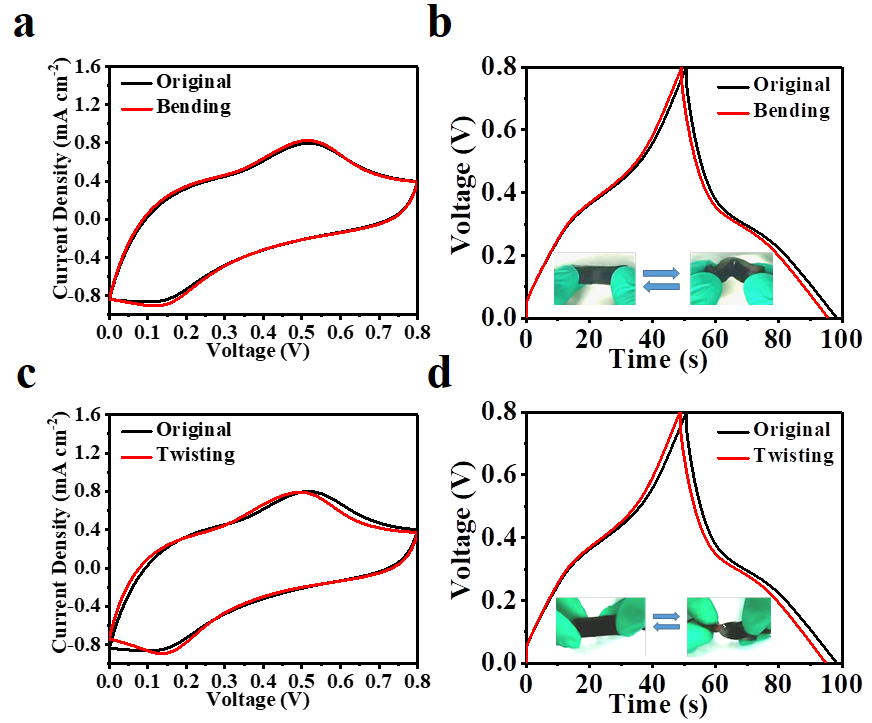 a
Current Density (mA cm⁻²)
1.6
1.2
0.8
0.4
0.0
−0.4
−0.8
Original
Bending
0.0 0.1 0.2 0.3 0.4 0.5 0.6 0.7 0.8
Voltage (V)
b
Voltage (V)
0.8
0.6
0.4
0.2
0.0
Original
Bending
0 20 40 60 80 100
Time (s)
c
Current Density (mA cm⁻²)
1.6
1.2
0.8
0.4
0.0
−0.4
−0.8
Original
Twisting
0.0 0.1 0.2 0.3 0.4 0.5 0.6 0.7 0.8
Voltage (V)
d
Voltage (V)
0.8
0.6
0.4
0.2
0.0
Original
Twisting
0 20 40 60 80 100
Time (s)